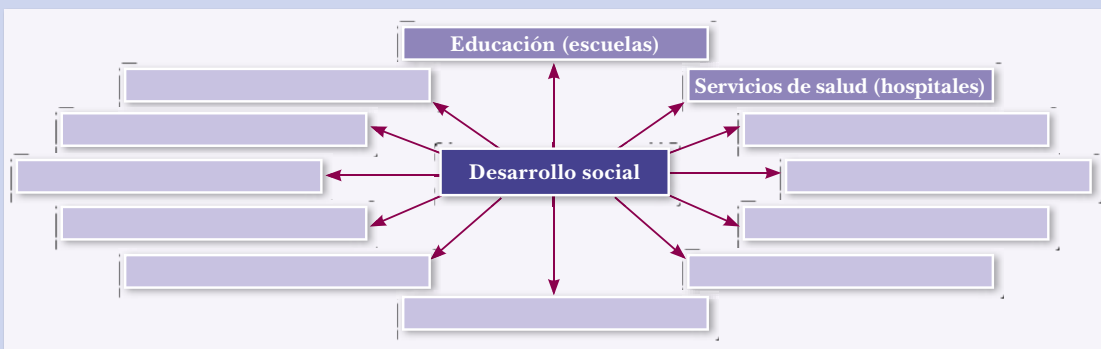 Educación (escuelas)
Servicios de salud (hospitales)
Desarrollo social